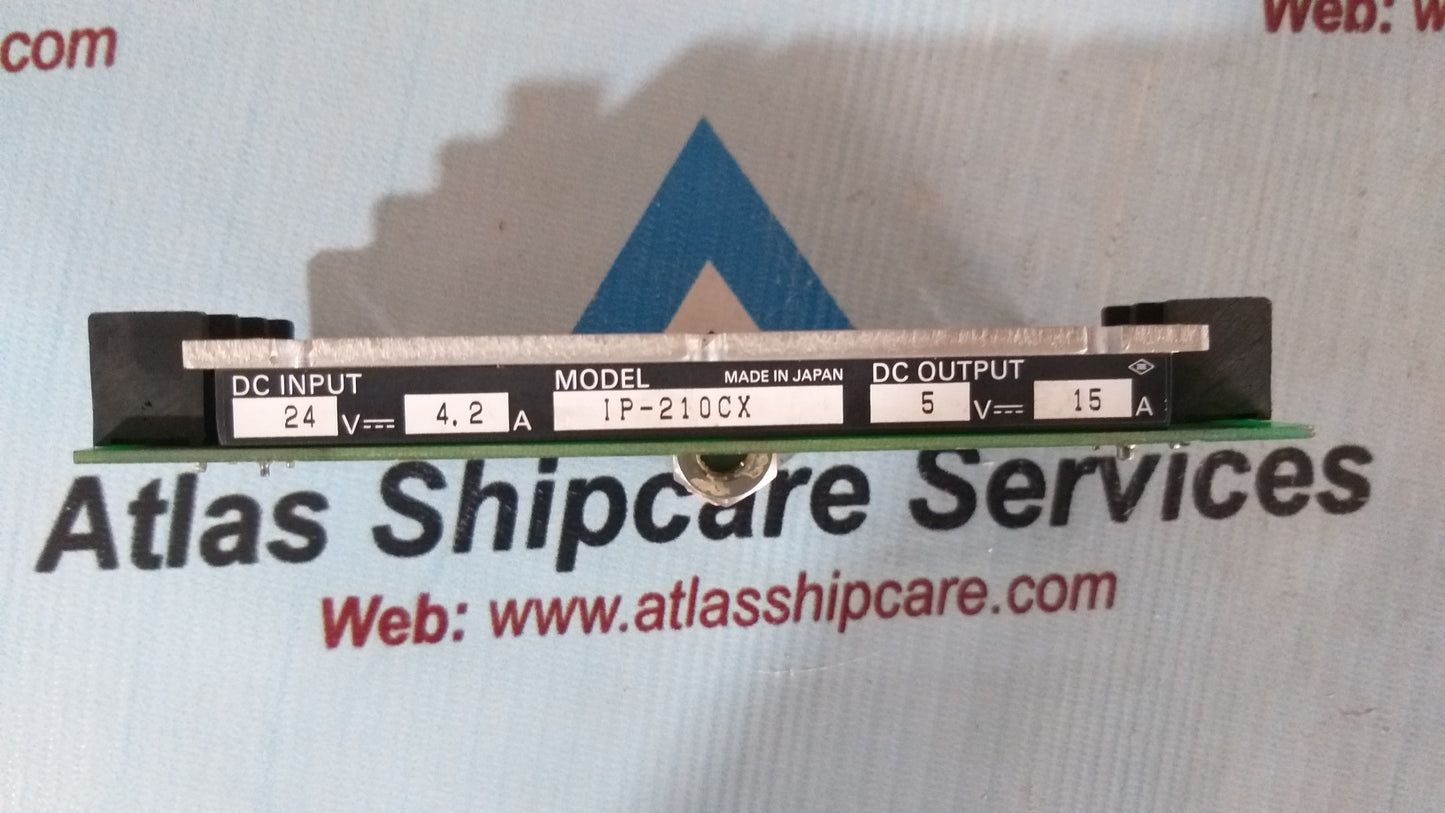 .com
Web: w
DC INPUT
24 V 4.2 A
MODEL MADE IN JAPAN
IP-210CX
DC OUTPUT
5 V 15 A
Atlas Shipcare Services
Web: www.atlasshipcare.com